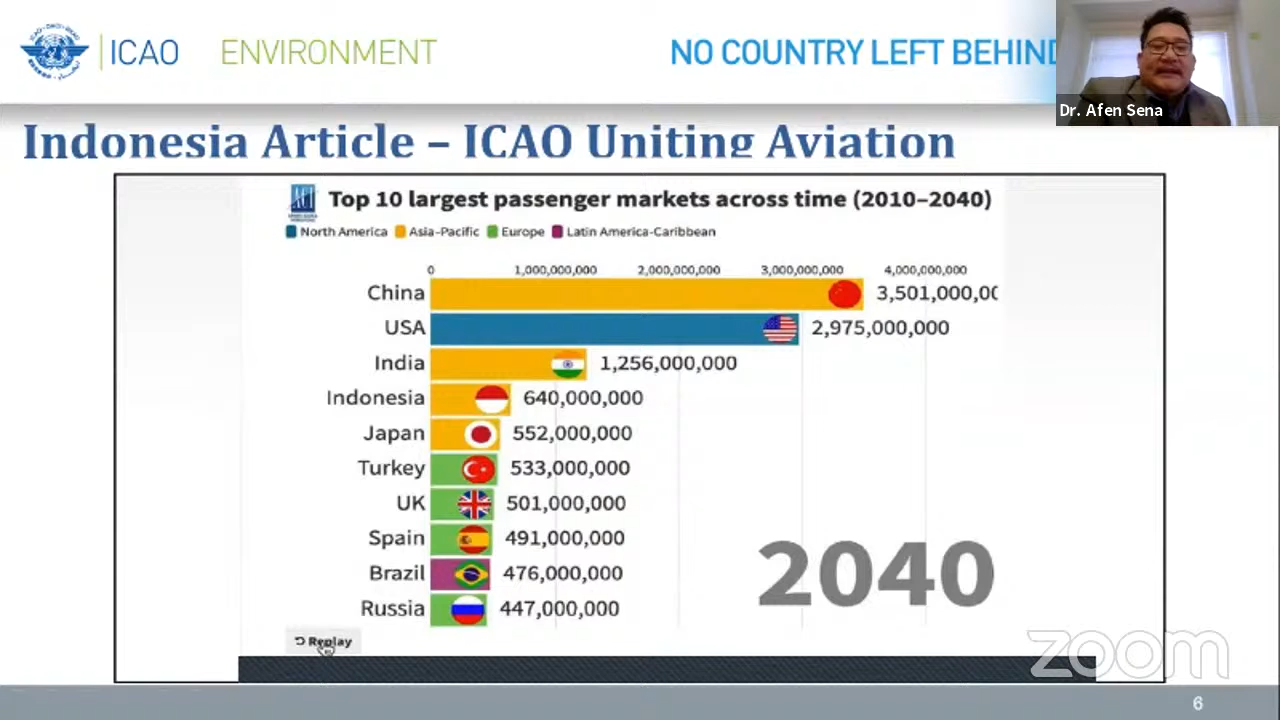 ICAO
ENVIRONMENT
NO COUNTRY LEFT BEHIND
Dr. Afen Sena
Indonesia Article – ICAO Uniting Aviation
Top 10 largest passenger markets across time (2010–2040)
North America Asia-Pacific Europe Latin America-Caribbean
0 1,000,000,000 2,000,000,000 3,000,000,000 4,000,000,000
China 3,501,000,0
USA 2,975,000,000
India 1,256,000,000
Indonesia 640,000,000
Japan 552,000,000
Turkey 533,000,000
UK 501,000,000
Spain 491,000,000
Brazil 476,000,000
Russia 447,000,000
2040
Replay
zoom
6